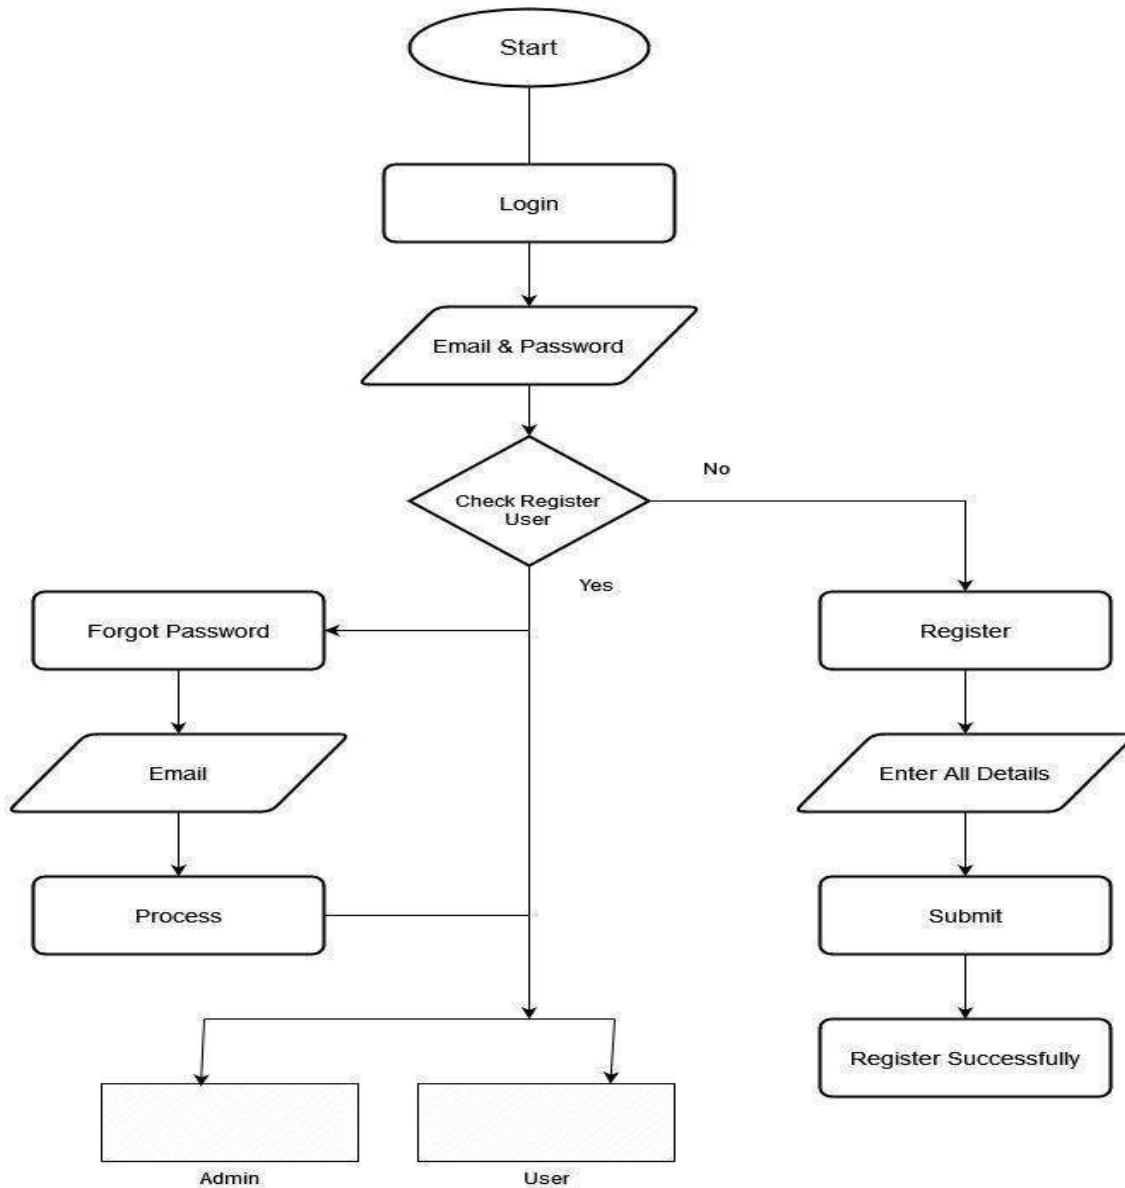 Start
Login
Email & Password
Check Register
User
No
Yes
Forgot Password
Register
Email
Enter All Details
Process
Submit
Register Successfully
Admin
User